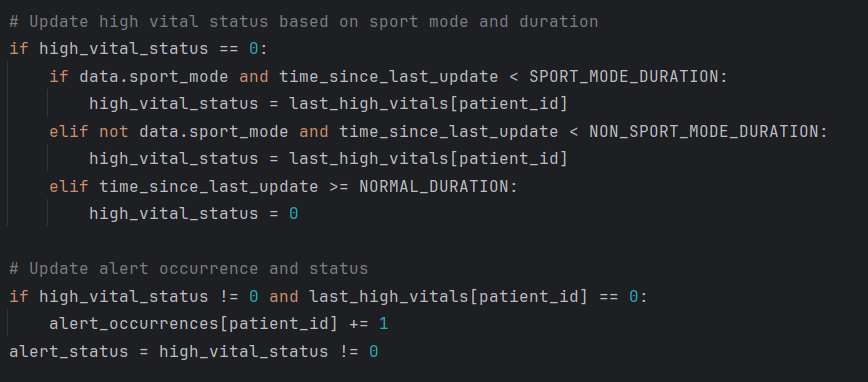 # Update high vital status based on sport mode and duration
if high_vital_status == 0:
    if data.sport_mode and time_since_last_update < SPORT_MODE_DURATION:
        high_vital_status = last_high_vitals[patient_id]
    elif not data.sport_mode and time_since_last_update < NON_SPORT_MODE_DURATION:
        high_vital_status = last_high_vitals[patient_id]
    elif time_since_last_update >= NORMAL_DURATION:
        high_vital_status = 0

# Update alert occurrence and status
if high_vital_status != 0 and last_high_vitals[patient_id] == 0:
    alert_occurrences[patient_id] += 1
alert_status = high_vital_status != 0